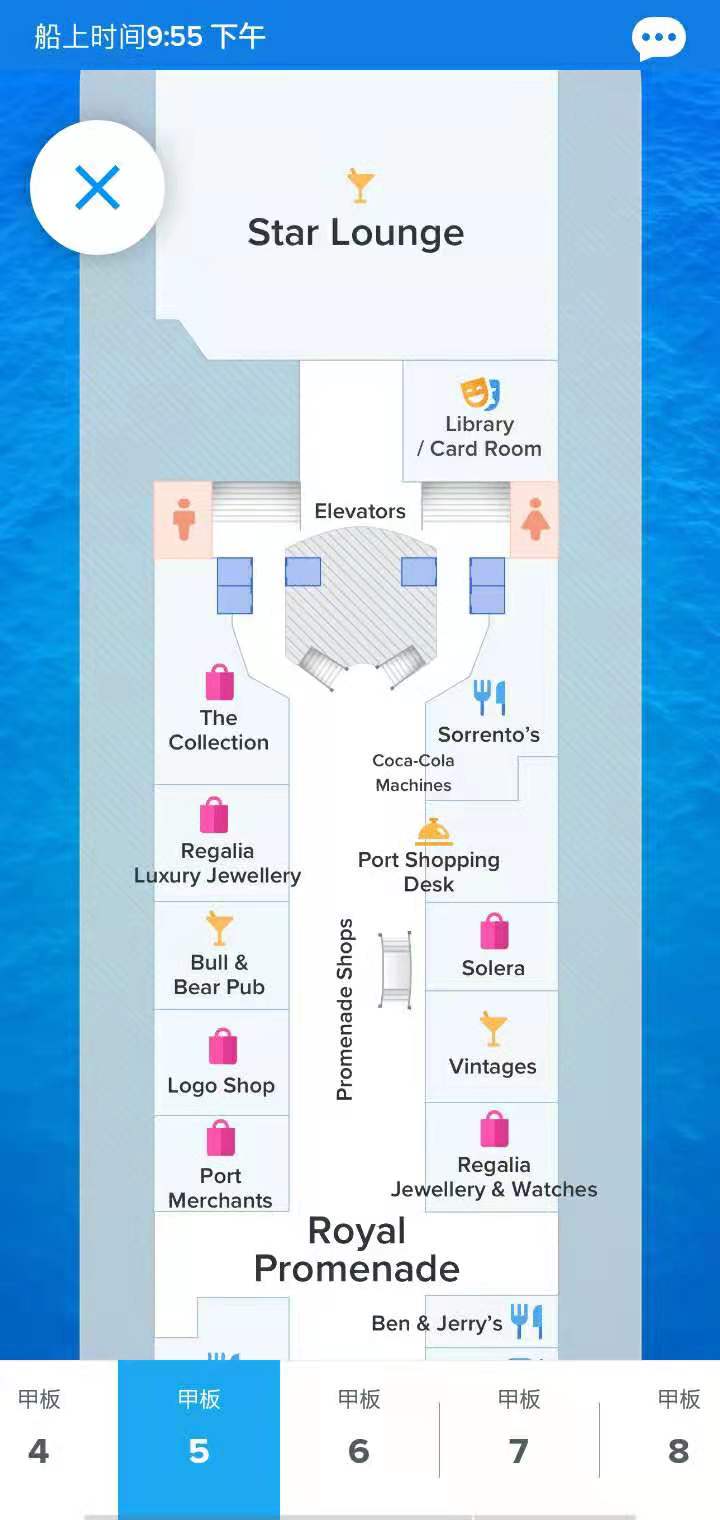 船上时间9:55 下午
Star Lounge
Library
/ Card Room
Elevators
The
Collection
Sorrento's
Coca-Cola
Machines
Regalia
Luxury Jewellery
Port Shopping
Desk
Bull &
Bear Pub
Promenade Shops
Solera
Logo Shop
Vintages
Port
Merchants
Regalia
Jewellery & Watches
Royal
Promenade
Ben & Jerry's
甲板 甲板 甲板 甲板 甲板
4 5 6 7 8